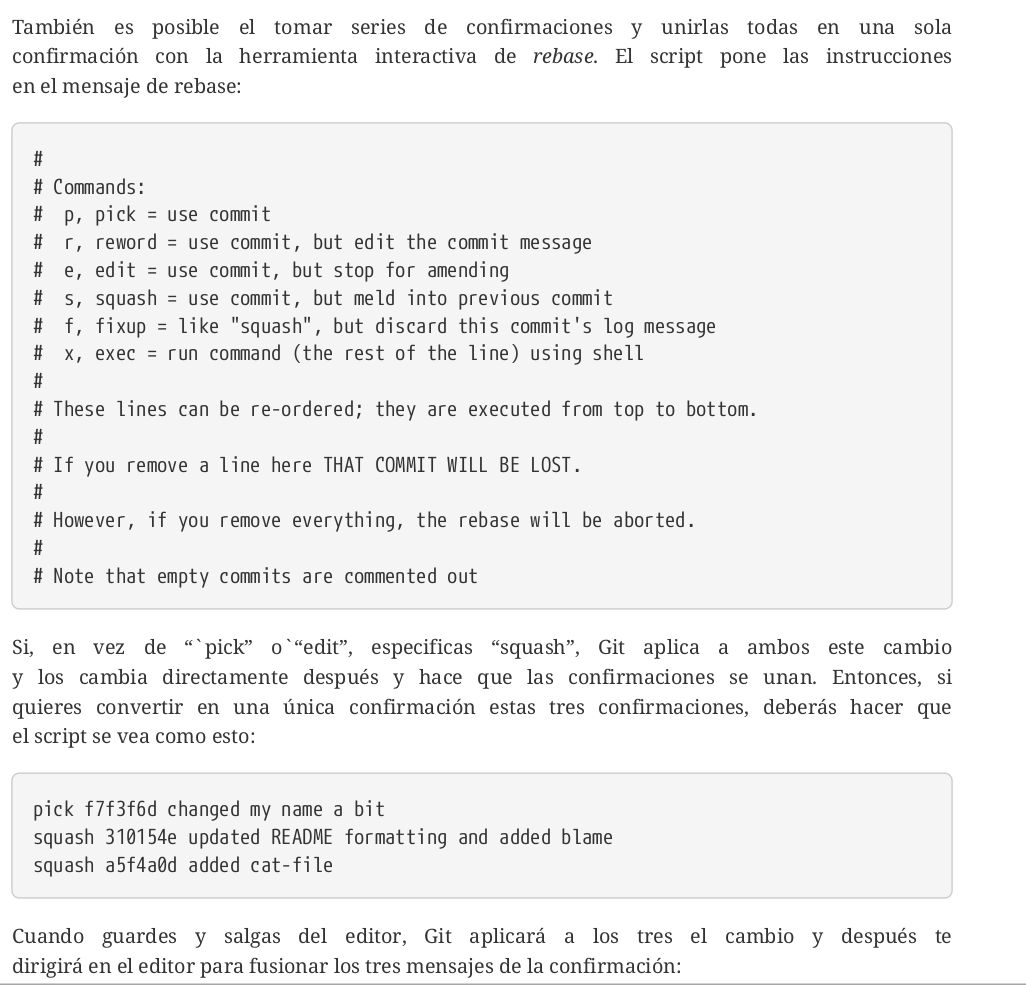 También es posible el tomar series de confirmaciones y unirlas todas en una sola
confirmación con la herramienta interactiva de rebase. El script pone las instrucciones
en el mensaje de rebase:
#
# Commands:
#  p, pick = use commit
#  r, reword = use commit, but edit the commit message
#  e, edit = use commit, but stop for amending
#  s, squash = use commit, but meld into previous commit
#  f, fixup = like "squash", but discard this commit's log message
#  x, exec = run command (the rest of the line) using shell
#
# These lines can be re-ordered; they are executed from top to bottom.
#
# If you remove a line here THAT COMMIT WILL BE LOST.
#
# However, if you remove everything, the rebase will be aborted.
#
# Note that empty commits are commented out
Si, en vez de “`pick” o`“edit”, especificas “squash”, Git aplica a ambos este cambio
y los cambia directamente después y hace que las confirmaciones se unan. Entonces, si
quieres convertir en una única confirmación estas tres confirmaciones, deberás hacer que
el script se vea como esto:
pick f7f3f6d changed my name a bit
squash 310154e updated README formatting and added blame
squash a5f4a0d added cat-file
Cuando guardes y salgas del editor, Git aplicará a los tres el cambio y después te
dirigirá en el editor para fusionar los tres mensajes de la confirmación: